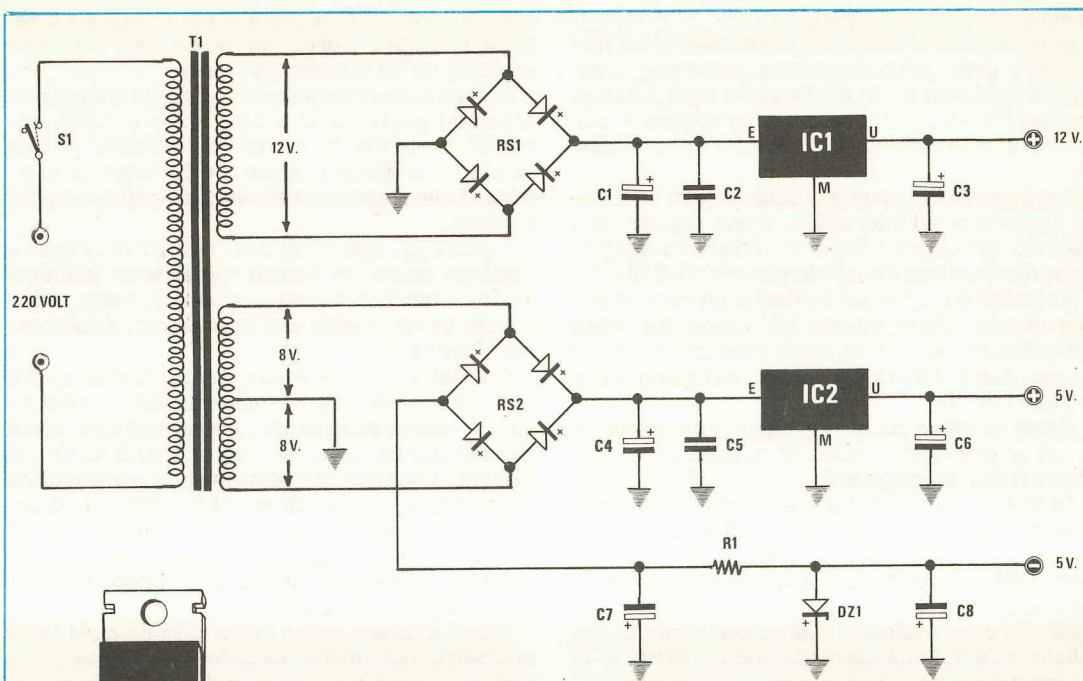 T1
S1
12 V.
RS1
C1
+
C2
E
IC1
U
M
C3
+
+ 12 V.
220 VOLT
8 V.
8 V.
RS2
C4
+
C5
E
IC2
U
M
C6
+
+ 5 V.
C7
+
R1
DZ1
C8
+
- 5 V.